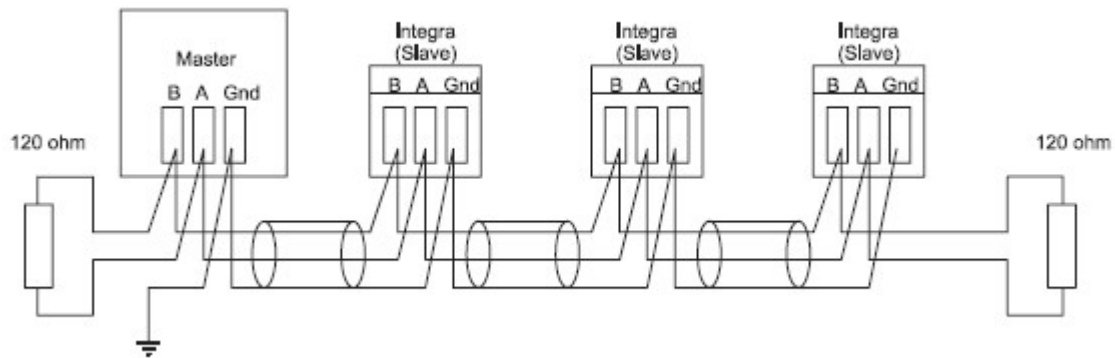 Integra
(Slave)
Integra
(Slave)
Integra
(Slave)
Master
B A Gnd
B A Gnd
B A Gnd
B A Gnd
120 ohm
120 ohm